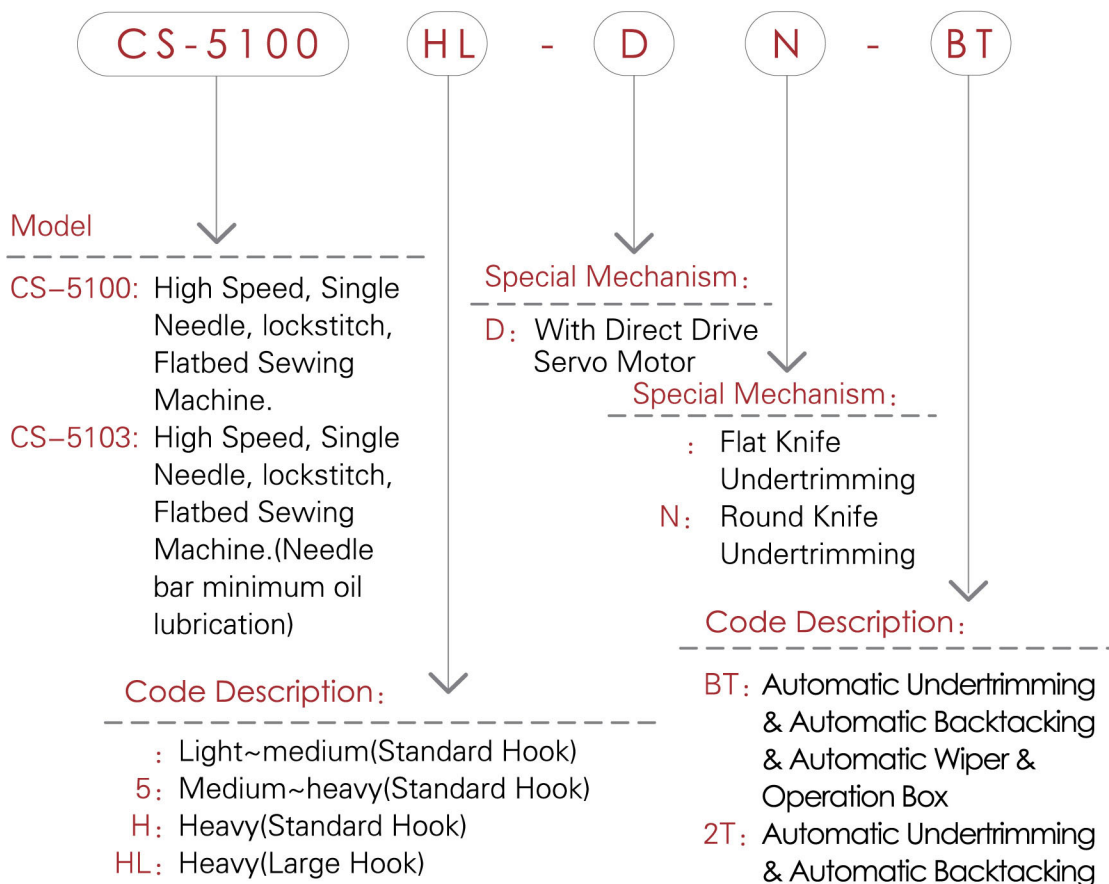 CS-5100 HL - D N - BT
Model
CS-5100: High Speed, Single
Needle, lockstitch,
Flatbed Sewing
Machine.
CS-5103: High Speed, Single
Needle, lockstitch,
Flatbed Sewing
Machine.(Needle
bar minimum oil
lubrication)
Code Description:
: Light~medium(Standard Hook)
5: Medium~heavy(Standard Hook)
H: Heavy(Standard Hook)
HL: Heavy(Large Hook)
Special Mechanism:
D: With Direct Drive
Servo Motor
Special Mechanism:
: Flat Knife
Undertrimming
N: Round Knife
Undertrimming
Code Description:
BT: Automatic Undertrimming
& Automatic Backtacking
& Automatic Wiper &
Operation Box
2T: Automatic Undertrimming
& Automatic Backtacking